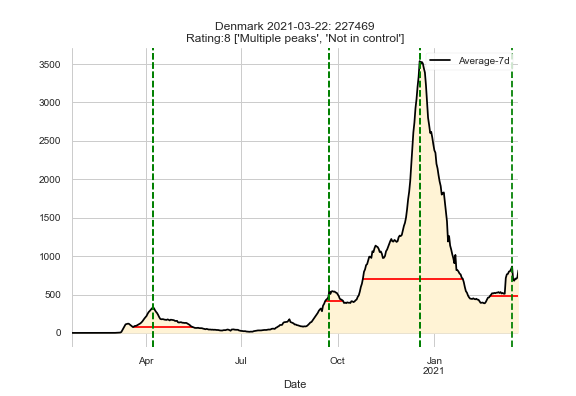 Denmark 2021-03-22: 227469
Rating:8 ['Multiple peaks', 'Not in control']
Average-7d
3500
3000
2500
2000
1500
1000
500
0
Apr
Jul
Oct
Jan
2021
Date